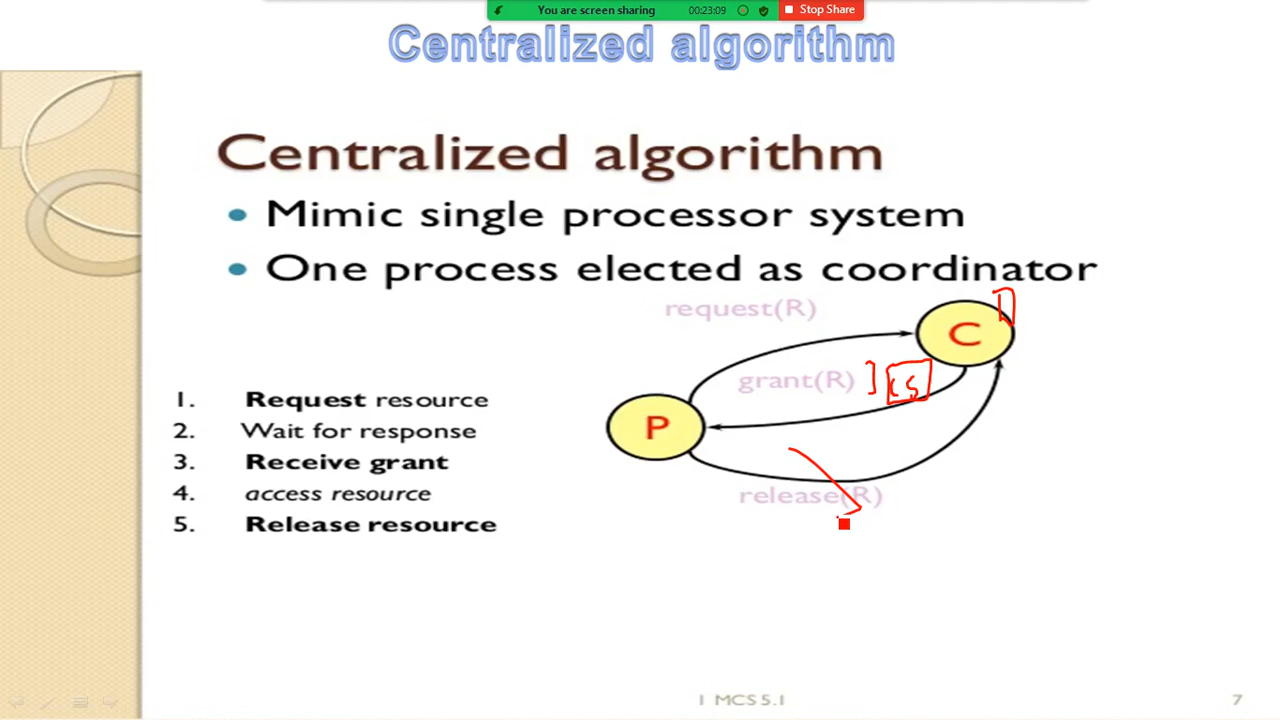 You are screen sharing 00:23:09 Stop Share
Centralized algorithm
Centralized algorithm
Mimic single processor system
One process elected as coordinator
request(R)
C
grant(R) CS
P
release(R)
1. Request resource
2. Wait for response
3. Receive grant
4. access resource
5. Release resource
1 MCS 5.1 7